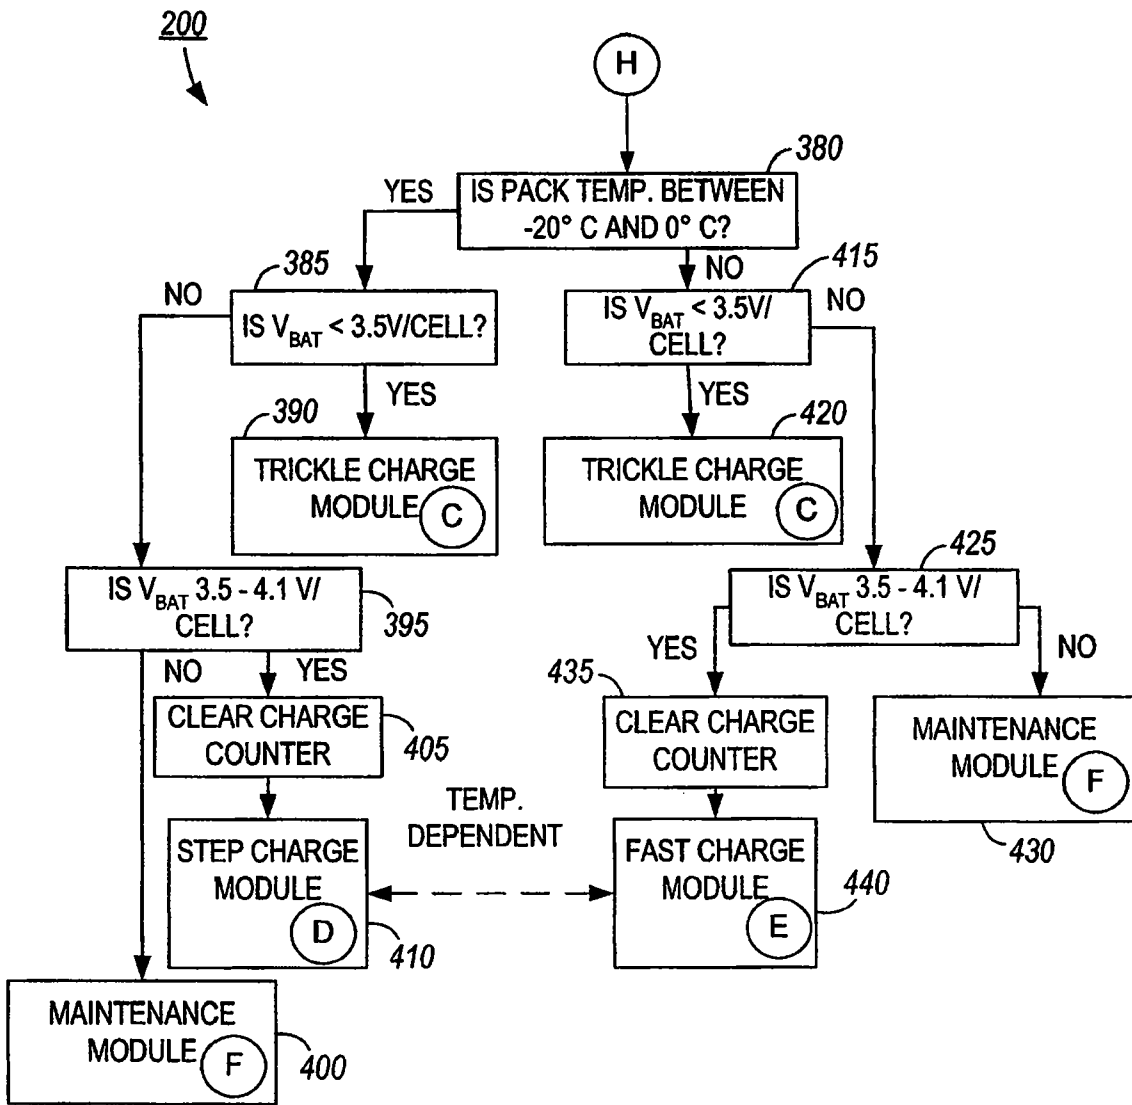 200
H
380
IS PACK TEMP. BETWEEN
-20° C AND 0° C?
YES
NO
385
IS V_BAT < 3.5V/CELL?
NO
YES
415
IS V_BAT < 3.5V/
CELL?
NO
YES
390
TRICKLE CHARGE
MODULE
C
420
TRICKLE CHARGE
MODULE
C
IS V_BAT 3.5 - 4.1 V/
CELL?
395
NO
YES
425
IS V_BAT 3.5 - 4.1 V/
CELL?
YES
NO
CLEAR CHARGE
COUNTER
405
435
CLEAR CHARGE
COUNTER
MAINTENANCE
MODULE
F
430
STEP CHARGE
MODULE
D
410
TEMP.
DEPENDENT
FAST CHARGE
MODULE
E
440
MAINTENANCE
MODULE
F
400